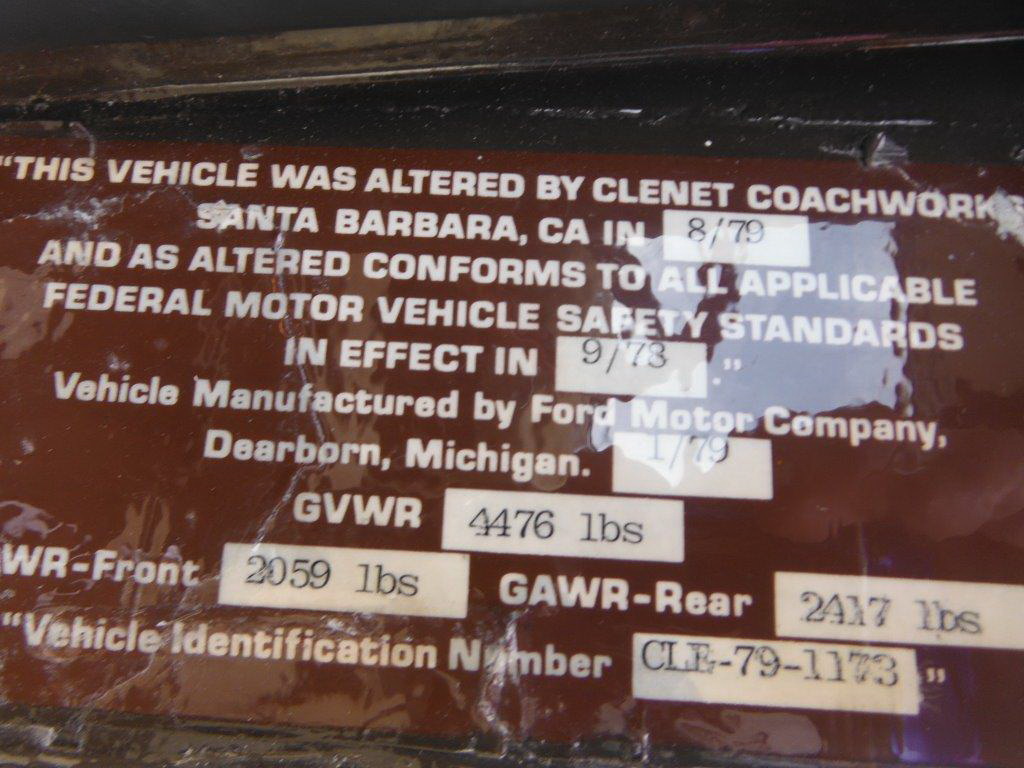 "THIS VEHICLE WAS ALTERED BY CLENET COACHWORKS
SANTA BARBARA, CA IN 8/79
AND AS ALTERED CONFORMS TO ALL APPLICABLE
FEDERAL MOTOR VEHICLE SAFETY STANDARDS
IN EFFECT IN 9/78."
Vehicle Manufactured by Ford Motor Company,
Dearborn, Michigan. 1/79
GVWR 4476 lbs
WR-Front 2059 lbs GAWR-Rear 2417 lbs
"Vehicle Identification Number CLE-79-1173"